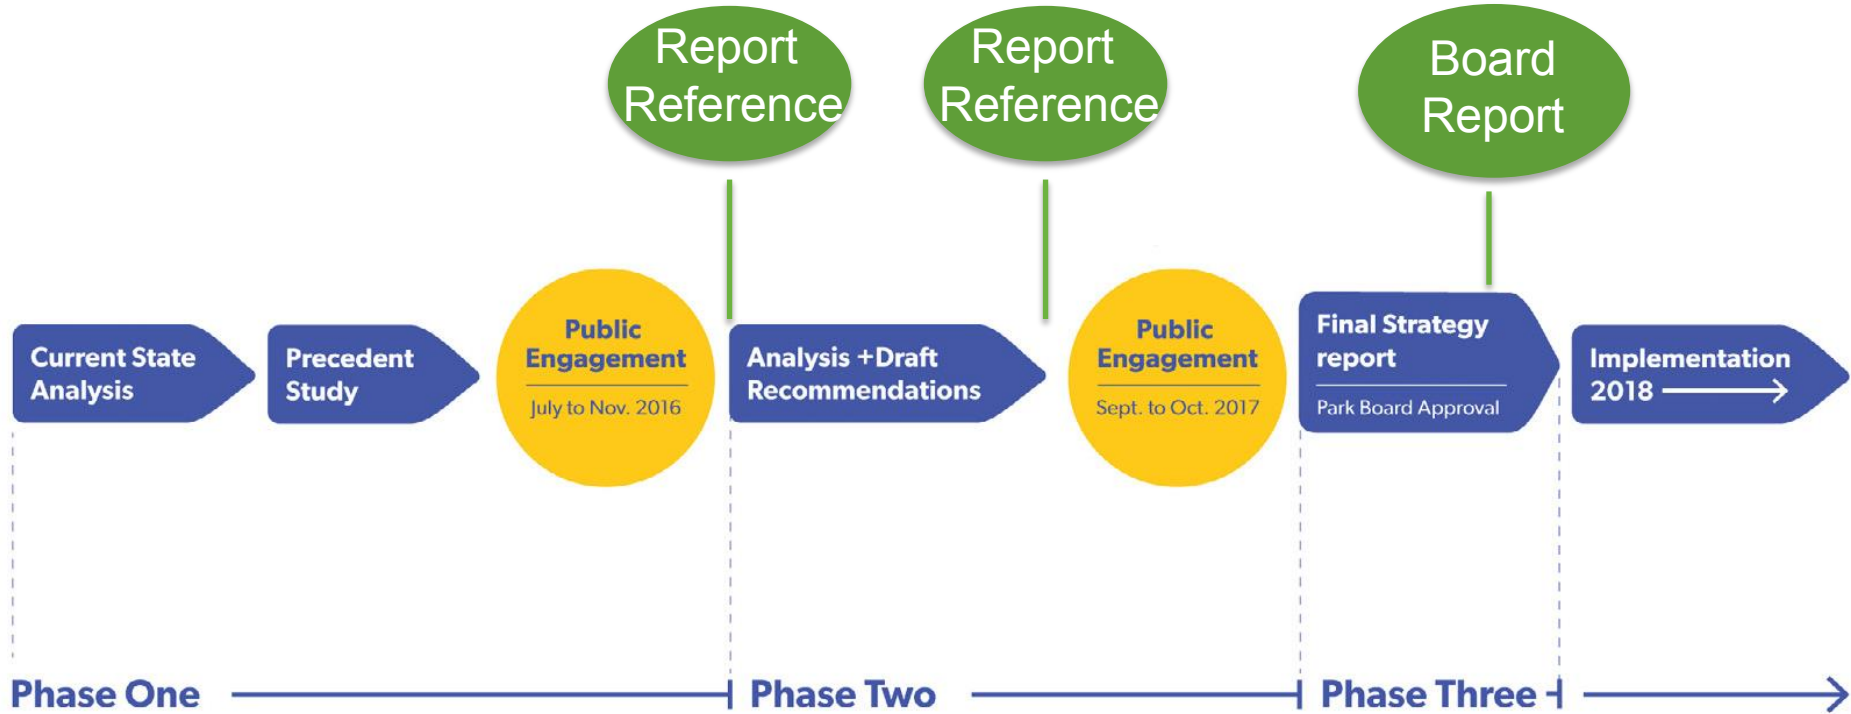 Report
Reference
Report
Reference
Board
Report
Current State
Analysis
Precedent
Study
Public
Engagement
July to Nov. 2016
Analysis +Draft
Recommendations
Public
Engagement
Sept. to Oct. 2017
Final Strategy
report
Park Board Approval
Implementation
2018
Phase One
Phase Two
Phase Three